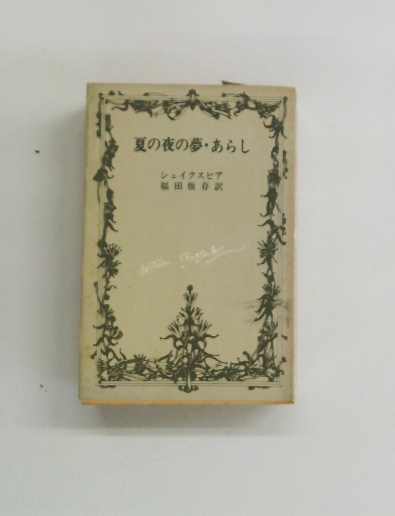 夏の夜の夢・あらし
シェイクスピア
福田恆存訳